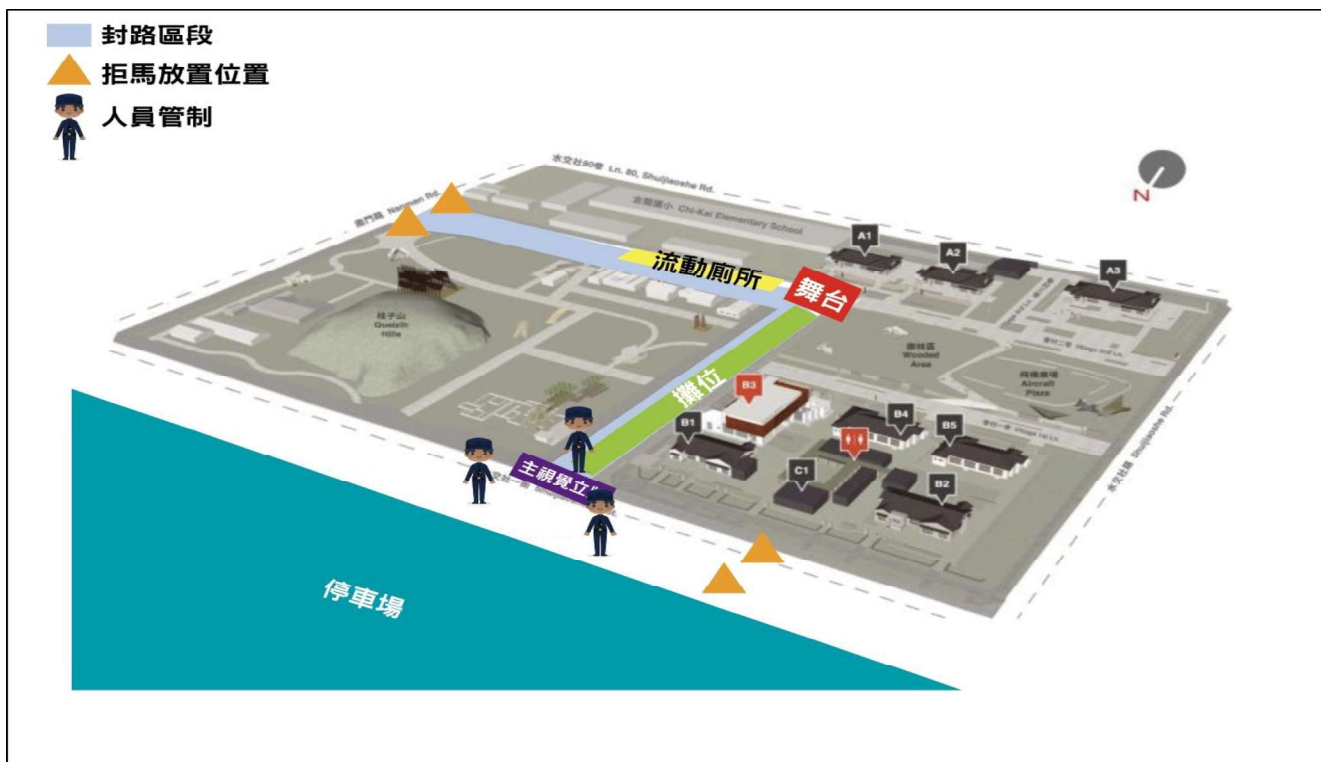 封路區段
拒馬放置位置
人員管制
水交社80巷 Ln. 80, Shuijiaoshe Rd.
南門路 Nanmen Rd.
志開國小 Chi-Kai Elementary School
N
A1
A2
A3
流動廁所
舞台
桂子山
Gueizih
Hills
樹林區
Wooded
Area
飛機廣場
Aircraft
Plaza
攤位
B3
B4
B1
B5
C1
B2
主視覺立
水交社路 Shuijiaoshe Rd.
停車場